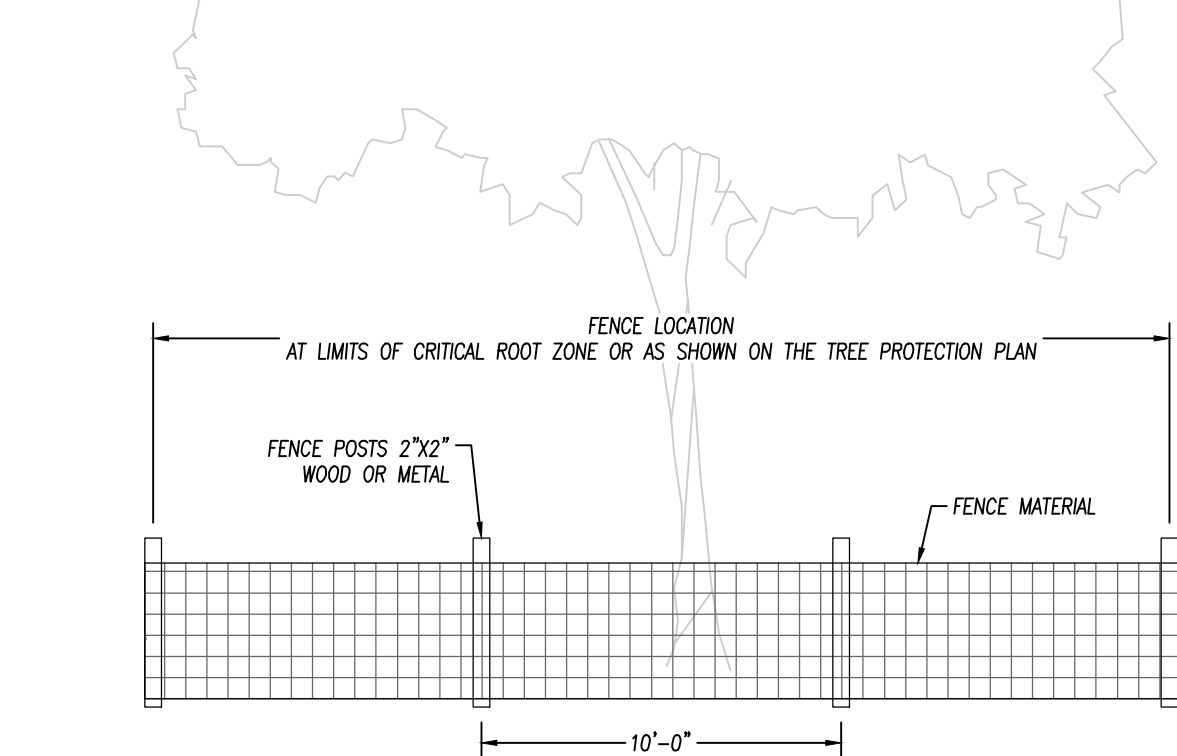 FENCE LOCATION
AT LIMITS OF CRITICAL ROOT ZONE OR AS SHOWN ON THE TREE PROTECTION PLAN
FENCE POSTS 2"X2"
WOOD OR METAL
FENCE MATERIAL
10'-0"